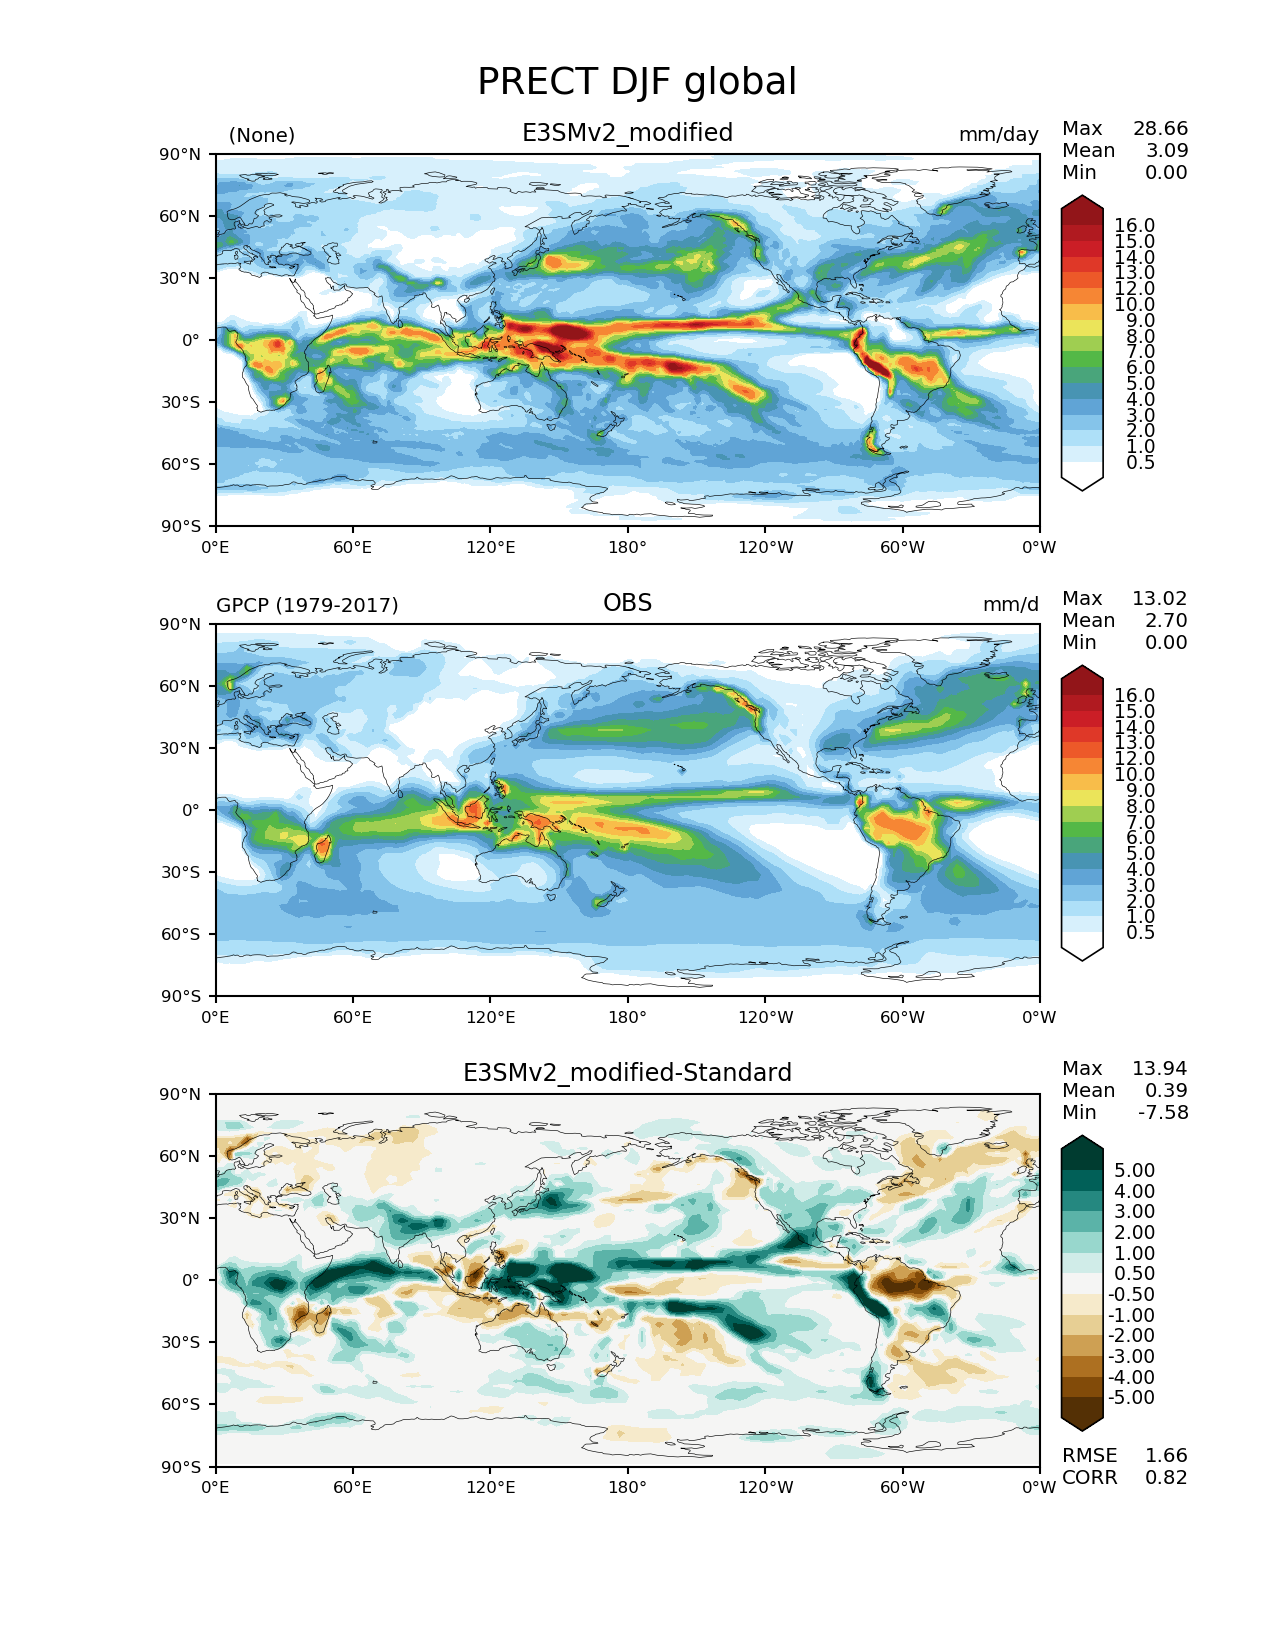 PRECT DJF global
(None)
E3SMv2_modified
mm/day
Max 28.66
Mean 3.09
Min 0.00
90°N
60°N
30°N
0°
30°S
60°S
90°S
0°E 60°E 120°E 180° 120°W 60°W 0°W
16.0
15.0
14.0
13.0
12.0
10.0
9.0
8.0
7.0
6.0
5.0
4.0
3.0
2.0
1.0
0.5
GPCP (1979-2017)
OBS
mm/d
Max 13.02
Mean 2.70
Min 0.00
90°N
60°N
30°N
0°
30°S
60°S
90°S
0°E 60°E 120°E 180° 120°W 60°W 0°W
16.0
15.0
14.0
13.0
12.0
10.0
9.0
8.0
7.0
6.0
5.0
4.0
3.0
2.0
1.0
0.5
E3SMv2_modified-Standard
Max 13.94
Mean 0.39
Min -7.58
90°N
60°N
30°N
0°
30°S
60°S
90°S
0°E 60°E 120°E 180° 120°W 60°W 0°W
5.00
4.00
3.00
2.00
1.00
0.50
-0.50
-1.00
-2.00
-3.00
-4.00
-5.00
RMSE 1.66
CORR 0.82